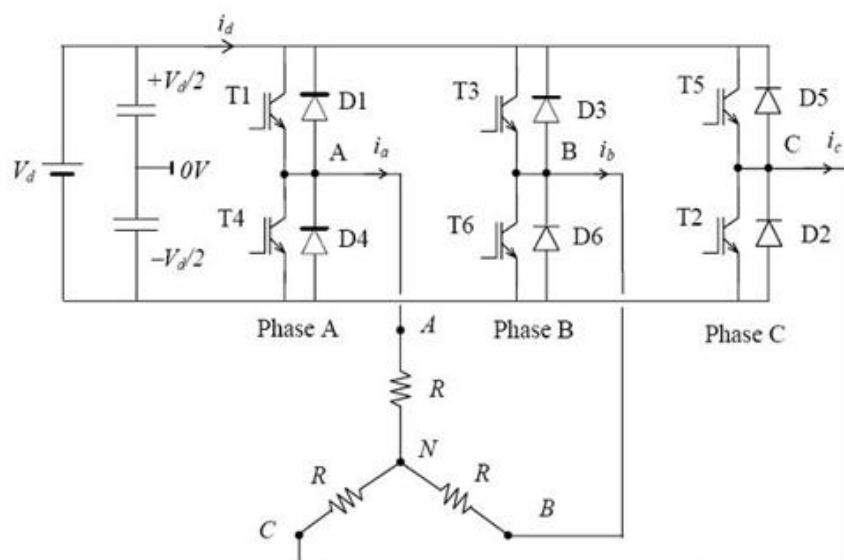 i_d
+V_d/2
T1
D1
T3
D3
T5
D5
A
i_a
B
i_b
C
i_c
V_d
0V
T4
D4
T6
D6
T2
D2
−V_d/2
Phase A
A
Phase B
Phase C
R
N
R
R
C
B